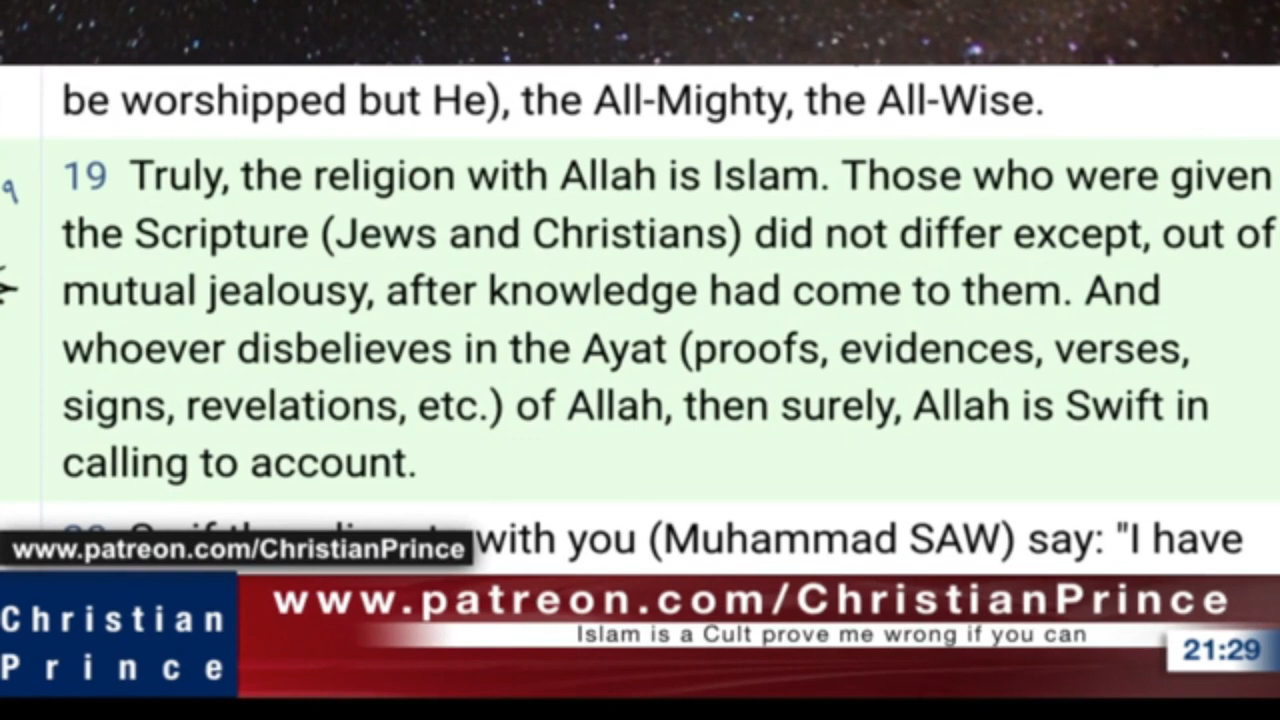 be worshipped but He), the All-Mighty, the All-Wise.
19 Truly, the religion with Allah is Islam. Those who were given
the Scripture (Jews and Christians) did not differ except, out of
mutual jealousy, after knowledge had come to them. And
whoever disbelieves in the Ayat (proofs, evidences, verses,
signs, revelations, etc.) of Allah, then surely, Allah is Swift in
calling to account.
with you (Muhammad SAW) say: "I have
www.patreon.com/ChristianPrince
Christian
Prince
www.patreon.com/ChristianPrince
Islam is a Cult prove me wrong if you can
21:29